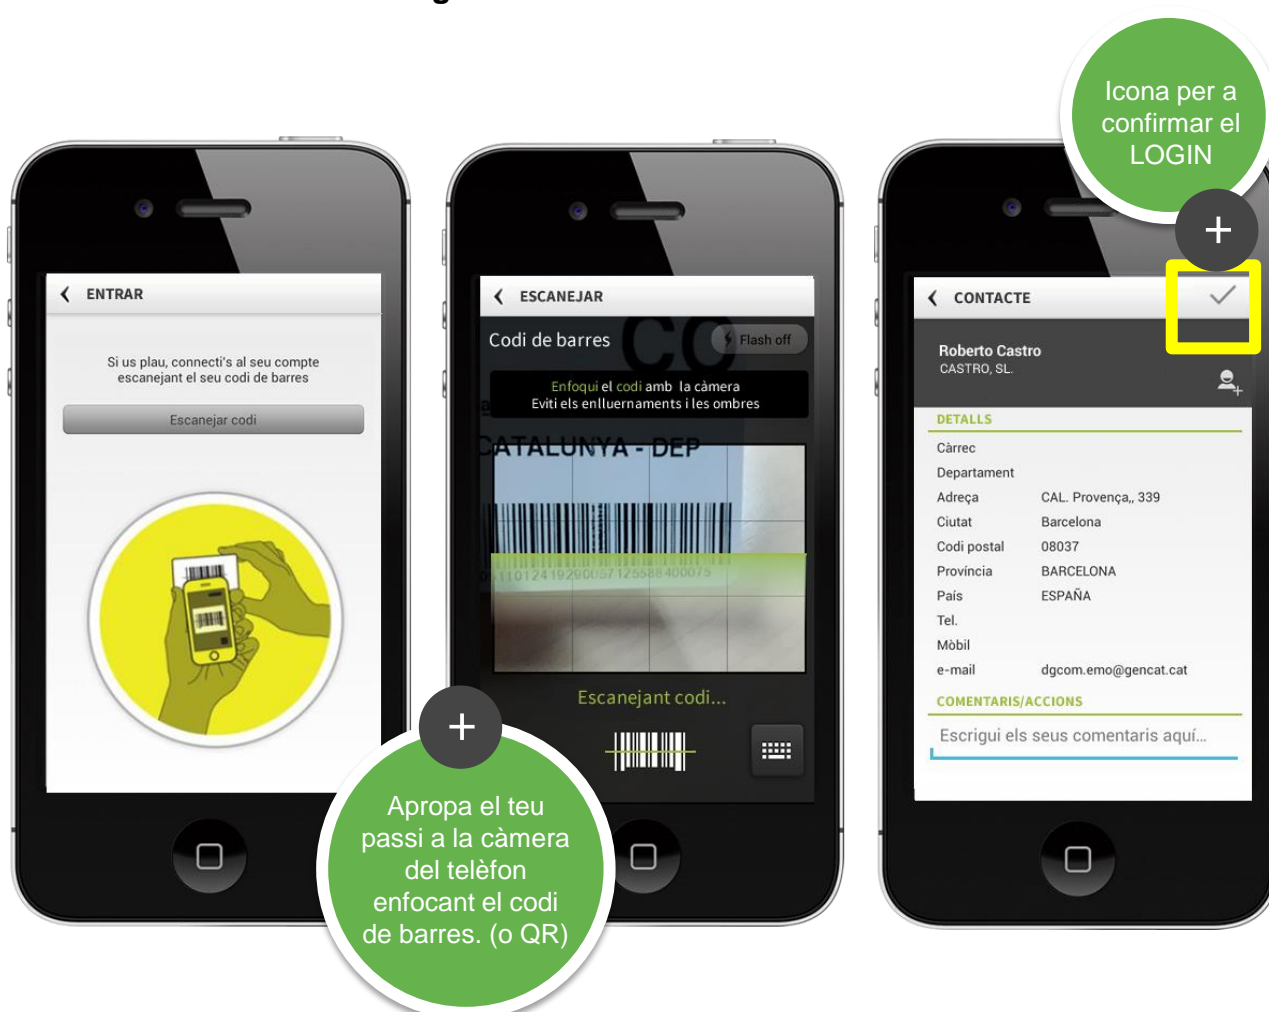 Icona per a
confirmar el
LOGIN
+
ENTRAR
Si us plau, connecti's al seu compte
escanejant el seu codi de barres
Escanejar codi
ESCANEJAR
CO
Codi de barres
Flash off
Enfoqui el codi amb la càmera
Eviti els enlluernaments i les ombres
CATALUNYA - DEP
Escanejant codi...
+
Apropa el teu
passi a la càmera
del telèfon
enfocant el codi
de barres. (o QR)
CONTACTE
Roberto Castro
CASTRO, SL.
DETALLS
Càrrec
Departament
Adreça CAL. Provença,, 339
Ciutat Barcelona
Codi postal 08037
Província BARCELONA
País ESPAÑA
Tel.
Mòbil
e-mail dgcom.emo@gencat.cat
COMENTARIS/ACCIONS
Escrigui els seus comentaris aquí...